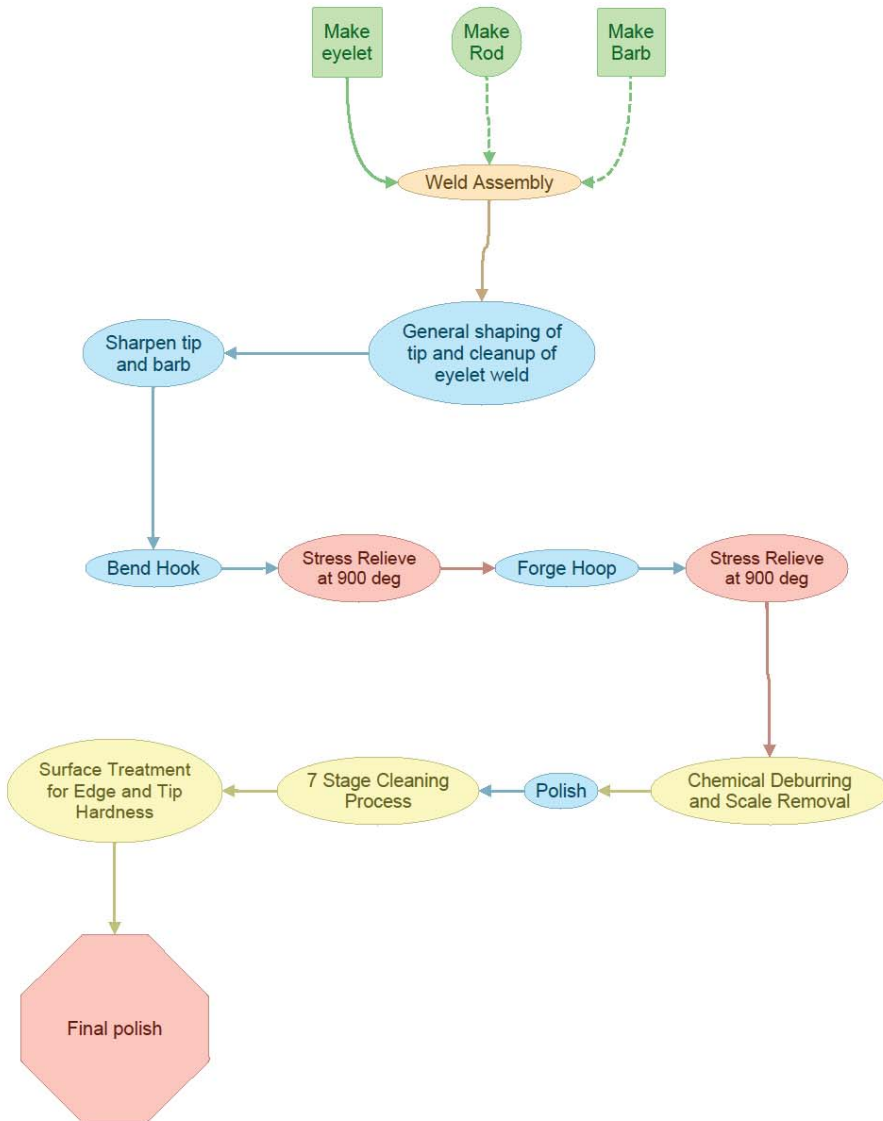 Make
eyelet
Make
Rod
Make
Barb
Weld Assembly
General shaping of
tip and cleanup of
eyelet weld
Sharpen tip
and barb
Bend Hook
Stress Relieve
at 900 deg
Forge Hoop
Stress Relieve
at 900 deg
Chemical Deburring
and Scale Removal
Polish
7 Stage Cleaning
Process
Surface Treatment
for Edge and Tip
Hardness
Final polish